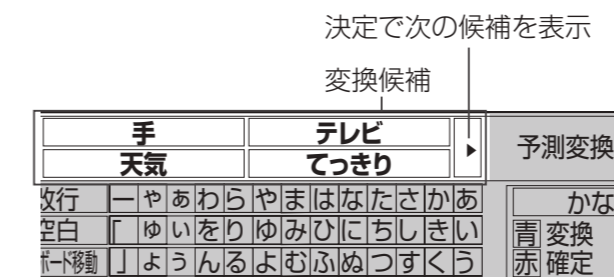 決定で次の候補を表示
変換候補
手 テレビ ▶ 予測変換
天気 てっきり
改行 ー ゃ ぁ わ ら や ま は な た さ か あ かな
空白 「 ゅ ぃ を り ゆ み ひ に ち し き い 青 変換
ボード移動 」 ょ ぅ ん る よ む ふ ぬ つ す く う 赤 確定